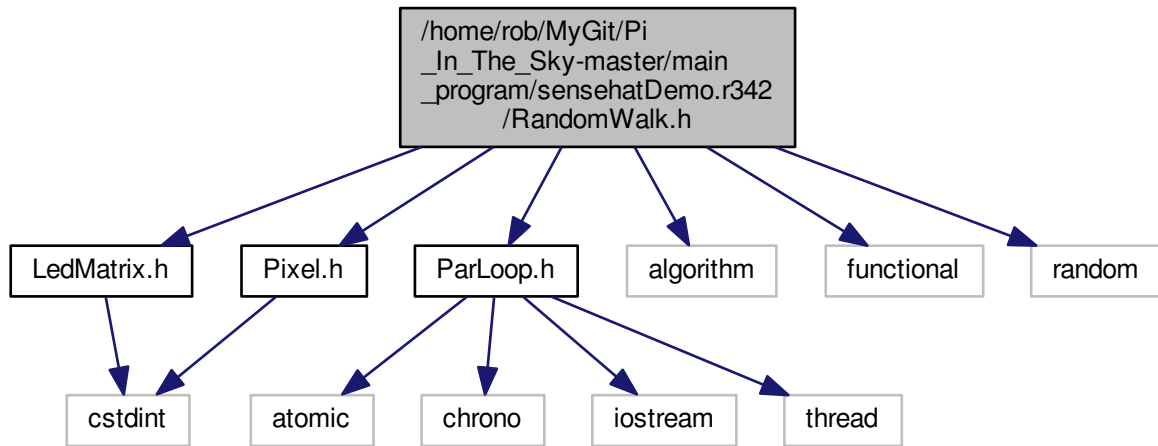 /home/rob/MyGit/Pi
_In_The_Sky-master/main
_program/sensehatDemo.r342
/RandomWalk.h
LedMatrix.h
Pixel.h
ParLoop.h
algorithm
functional
random
cstdint
atomic
chrono
iostream
thread